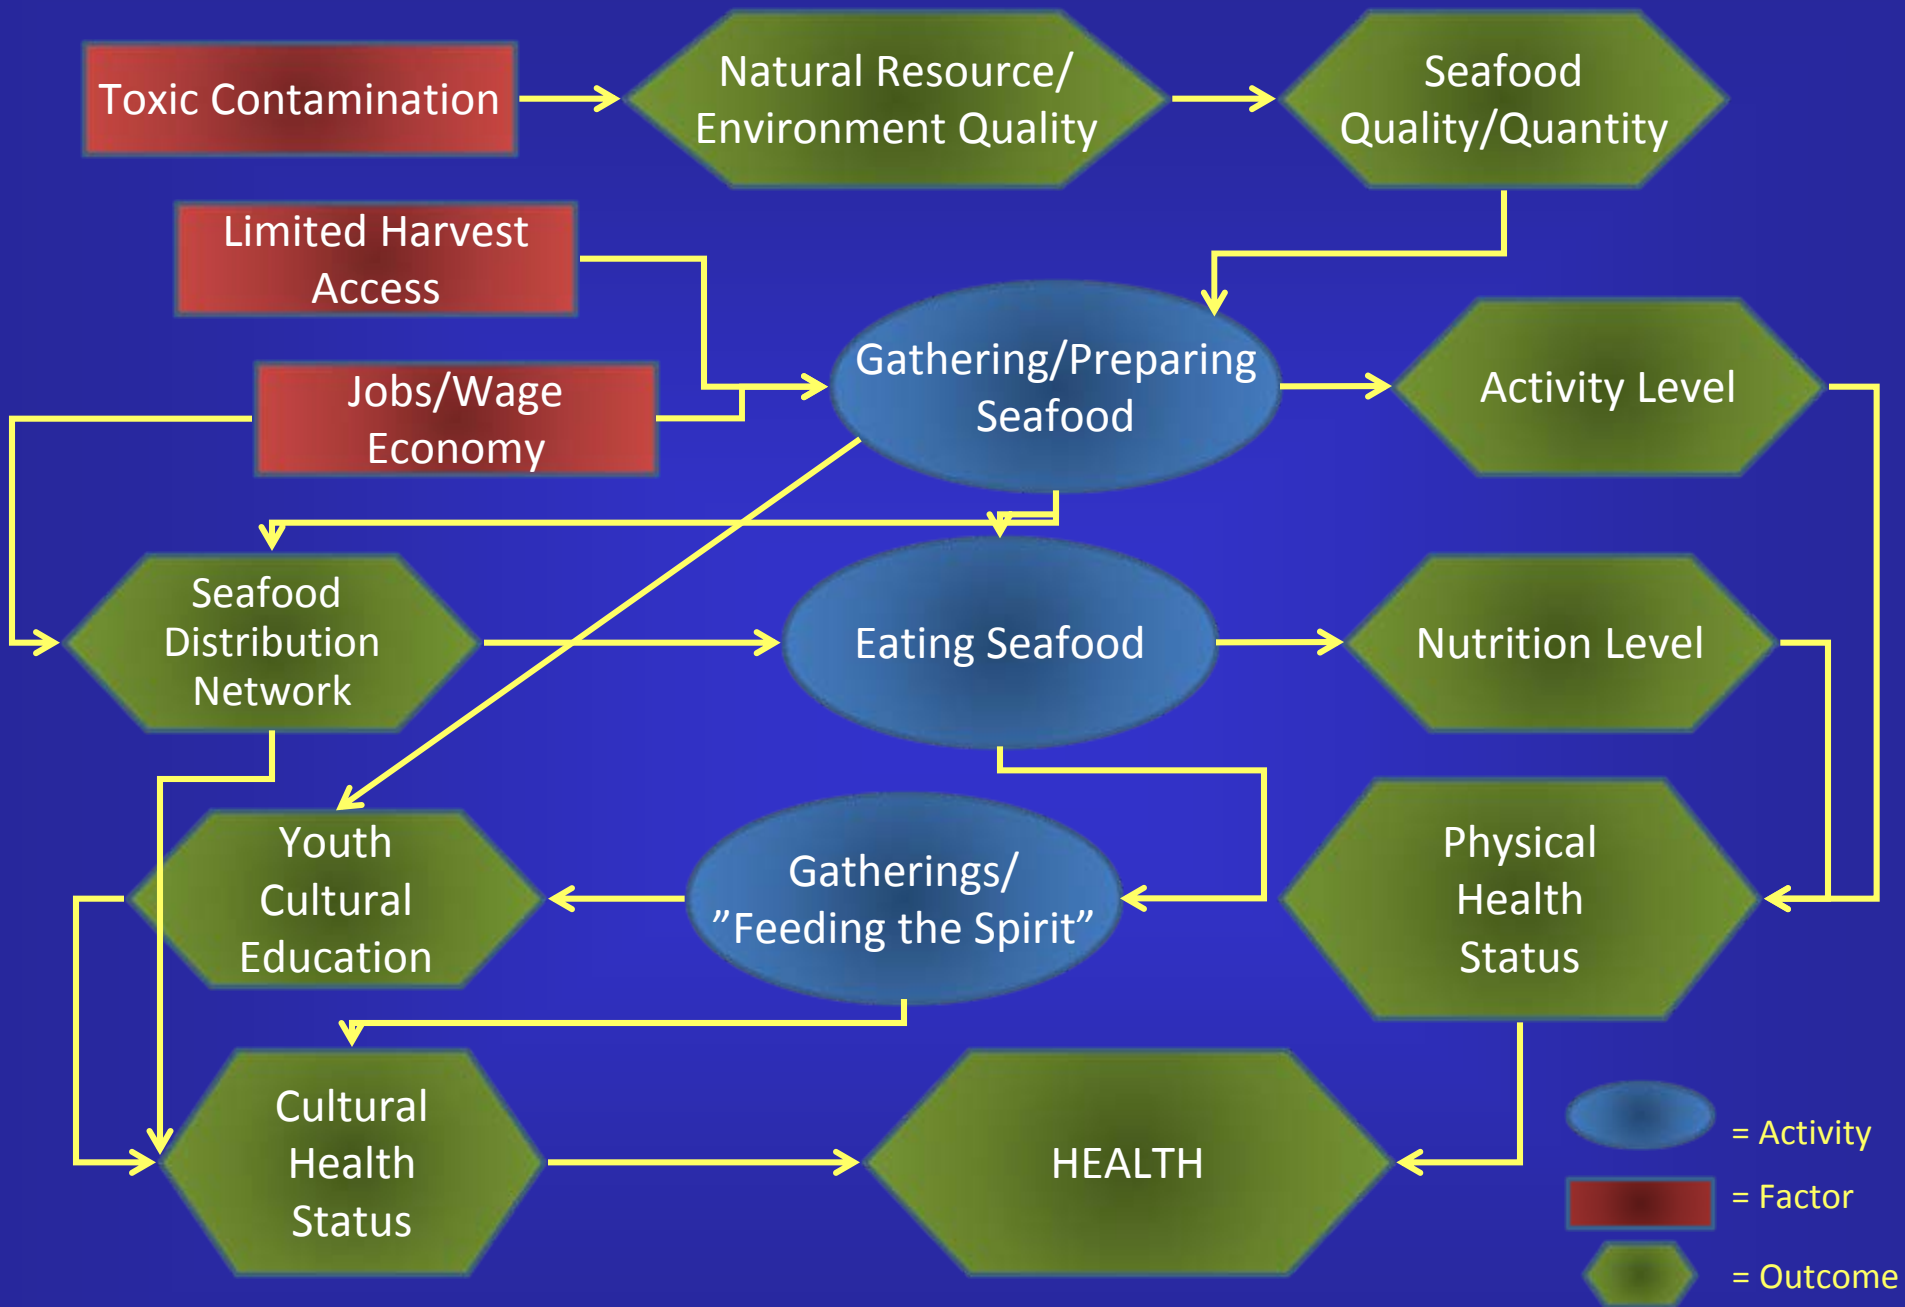 Toxic Contamination
Natural Resource/
Environment Quality
Seafood
Quality/Quantity
Limited Harvest
Access
Jobs/Wage
Economy
Gathering/Preparing
Seafood
Activity Level
Seafood
Distribution
Network
Eating Seafood
Nutrition Level
Youth
Cultural
Education
Gatherings/
”Feeding the Spirit”
Physical
Health
Status
Cultural
Health
Status
HEALTH
= Activity
= Factor
= Outcome